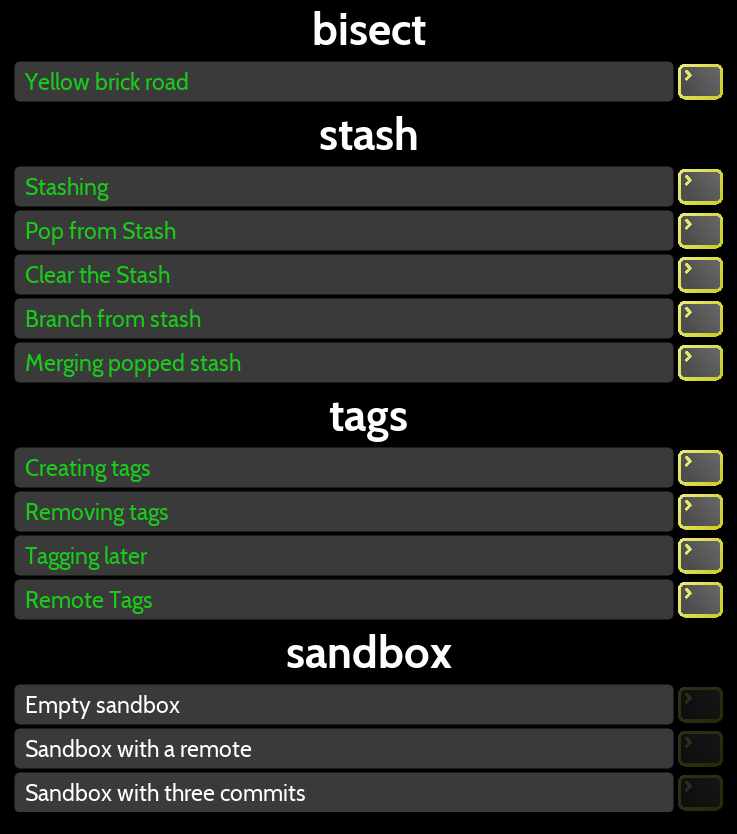 bisect
Yellow brick road
stash
Stashing
Pop from Stash
Clear the Stash
Branch from stash
Merging popped stash
tags
Creating tags
Removing tags
Tagging later
Remote Tags
sandbox
Empty sandbox
Sandbox with a remote
Sandbox with three commits